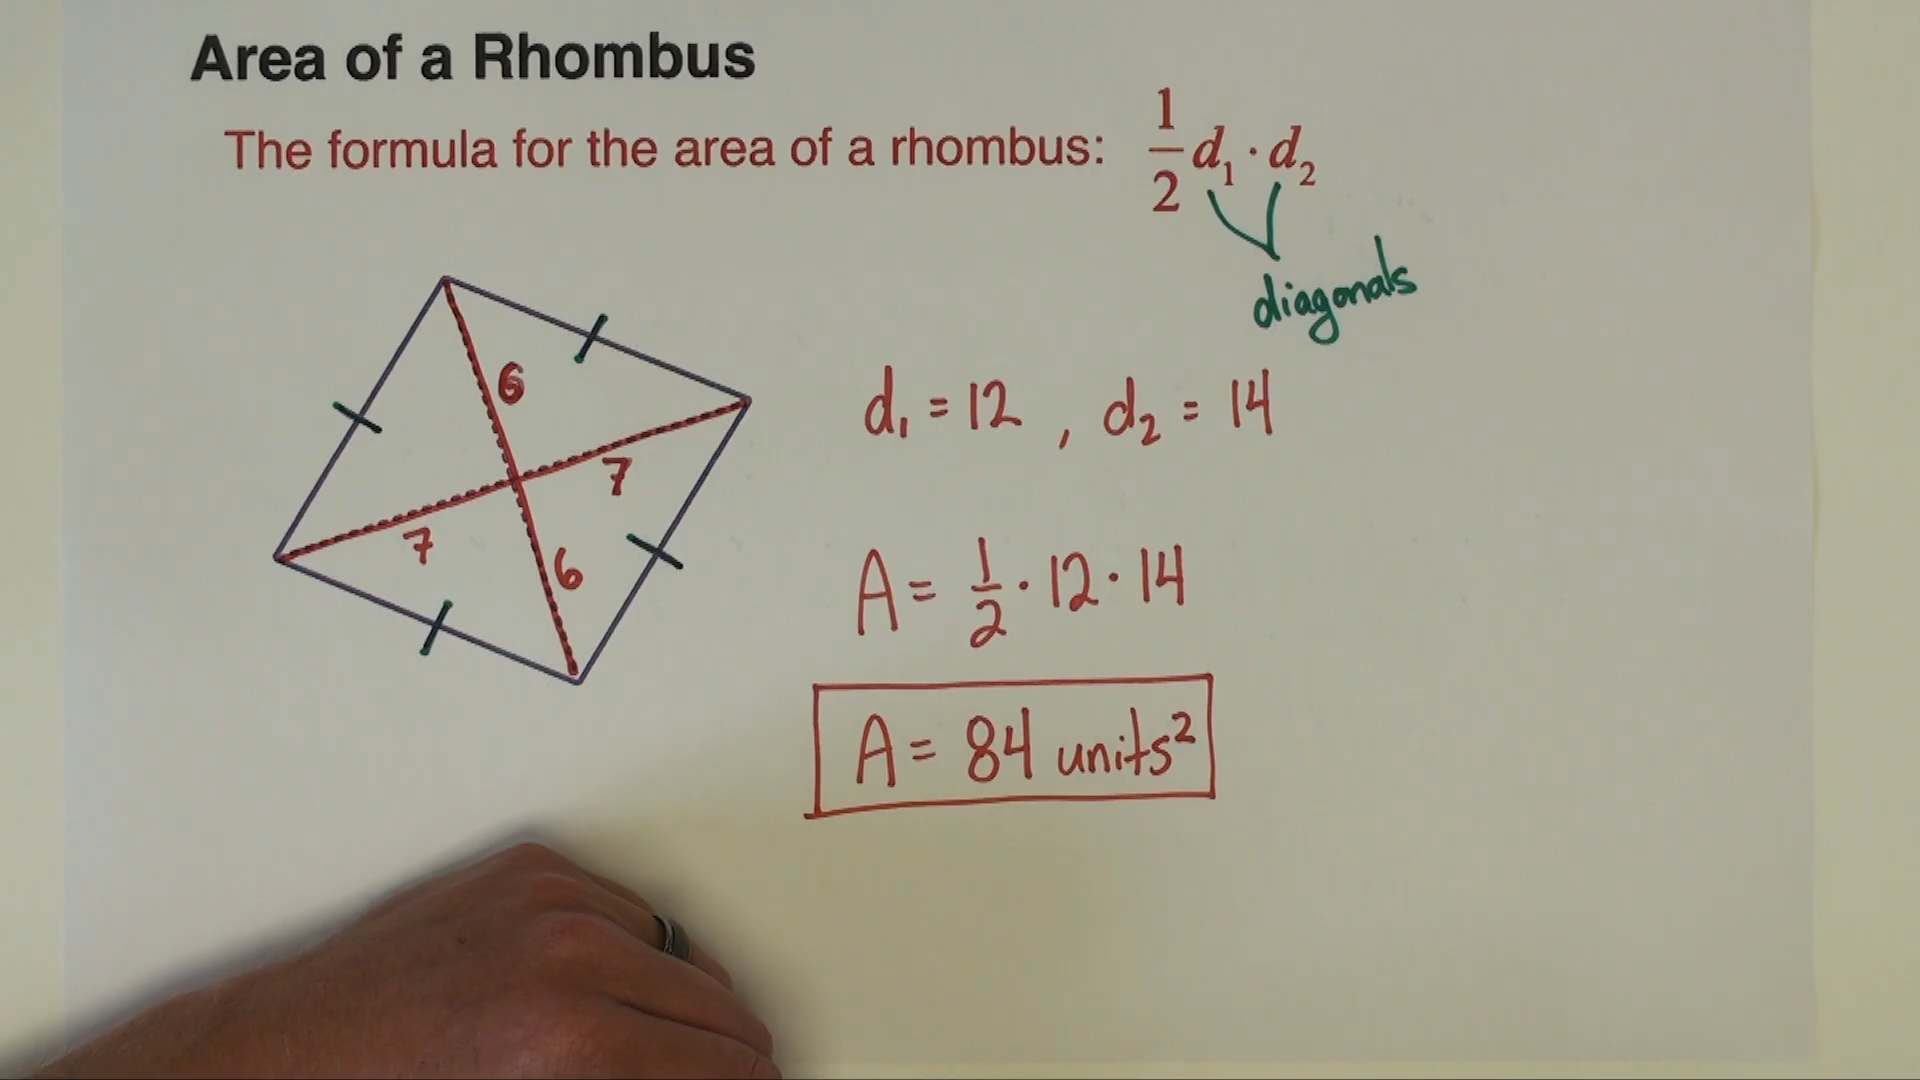 Area of a Rhombus
The formula for the area of a rhombus: 1/2 d₁ · d₂
diagonals
6
7
7
6
d₁ = 12 , d₂ = 14
A = 1/2 · 12 · 14
A = 84 units²